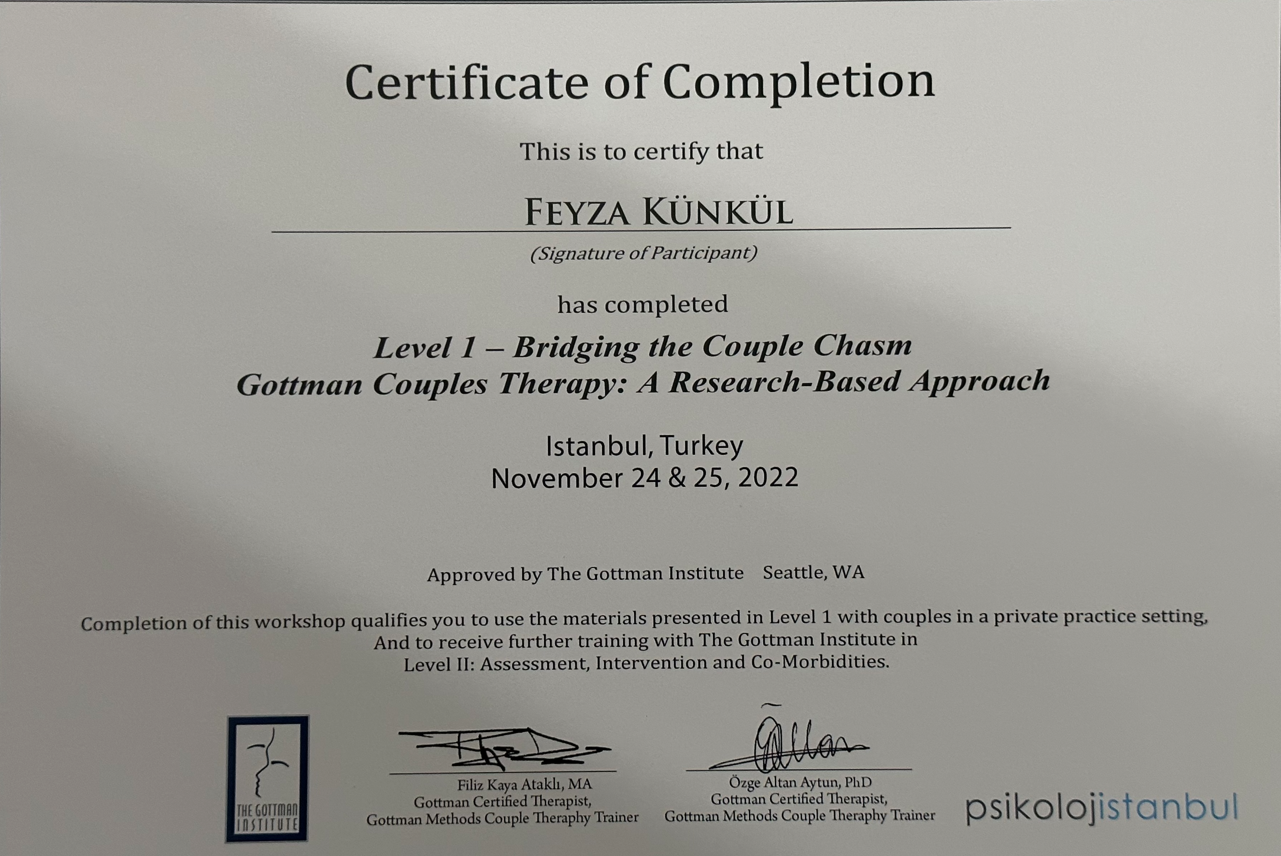 Certificate of Completion
This is to certify that
FEYZA KÜNKÜL
(Signature of Participant)
has completed
Level 1 – Bridging the Couple Chasm
Gottman Couples Therapy: A Research-Based Approach
Istanbul, Turkey
November 24 & 25, 2022
Approved by The Gottman Institute Seattle, WA
Completion of this workshop qualifies you to use the materials presented in Level 1 with couples in a private practice setting,
And to receive further training with The Gottman Institute in
Level II: Assessment, Intervention and Co-Morbidities.
THE GOTTMAN
INSTITUTE
Filiz Kaya Ataklı, MA
Gottman Certified Therapist,
Gottman Methods Couple Theraphy Trainer
Özge Altan Aytun, PhD
Gottman Certified Therapist,
Gottman Methods Couple Theraphy Trainer
psikolojistanbul